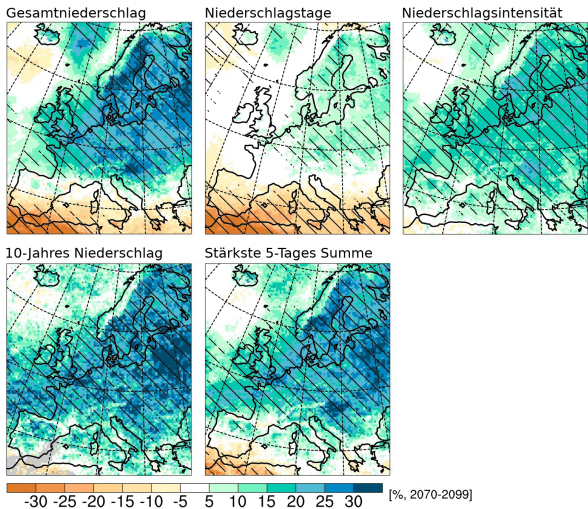 Gesamtniederschlag
Niederschlagstage
Niederschlagsintensität
10-Jahres Niederschlag
Stärkste 5-Tages Summe
-30 -25 -20 -15 -10 -5 5 10 15 20 25 30
[%, 2070-2099]